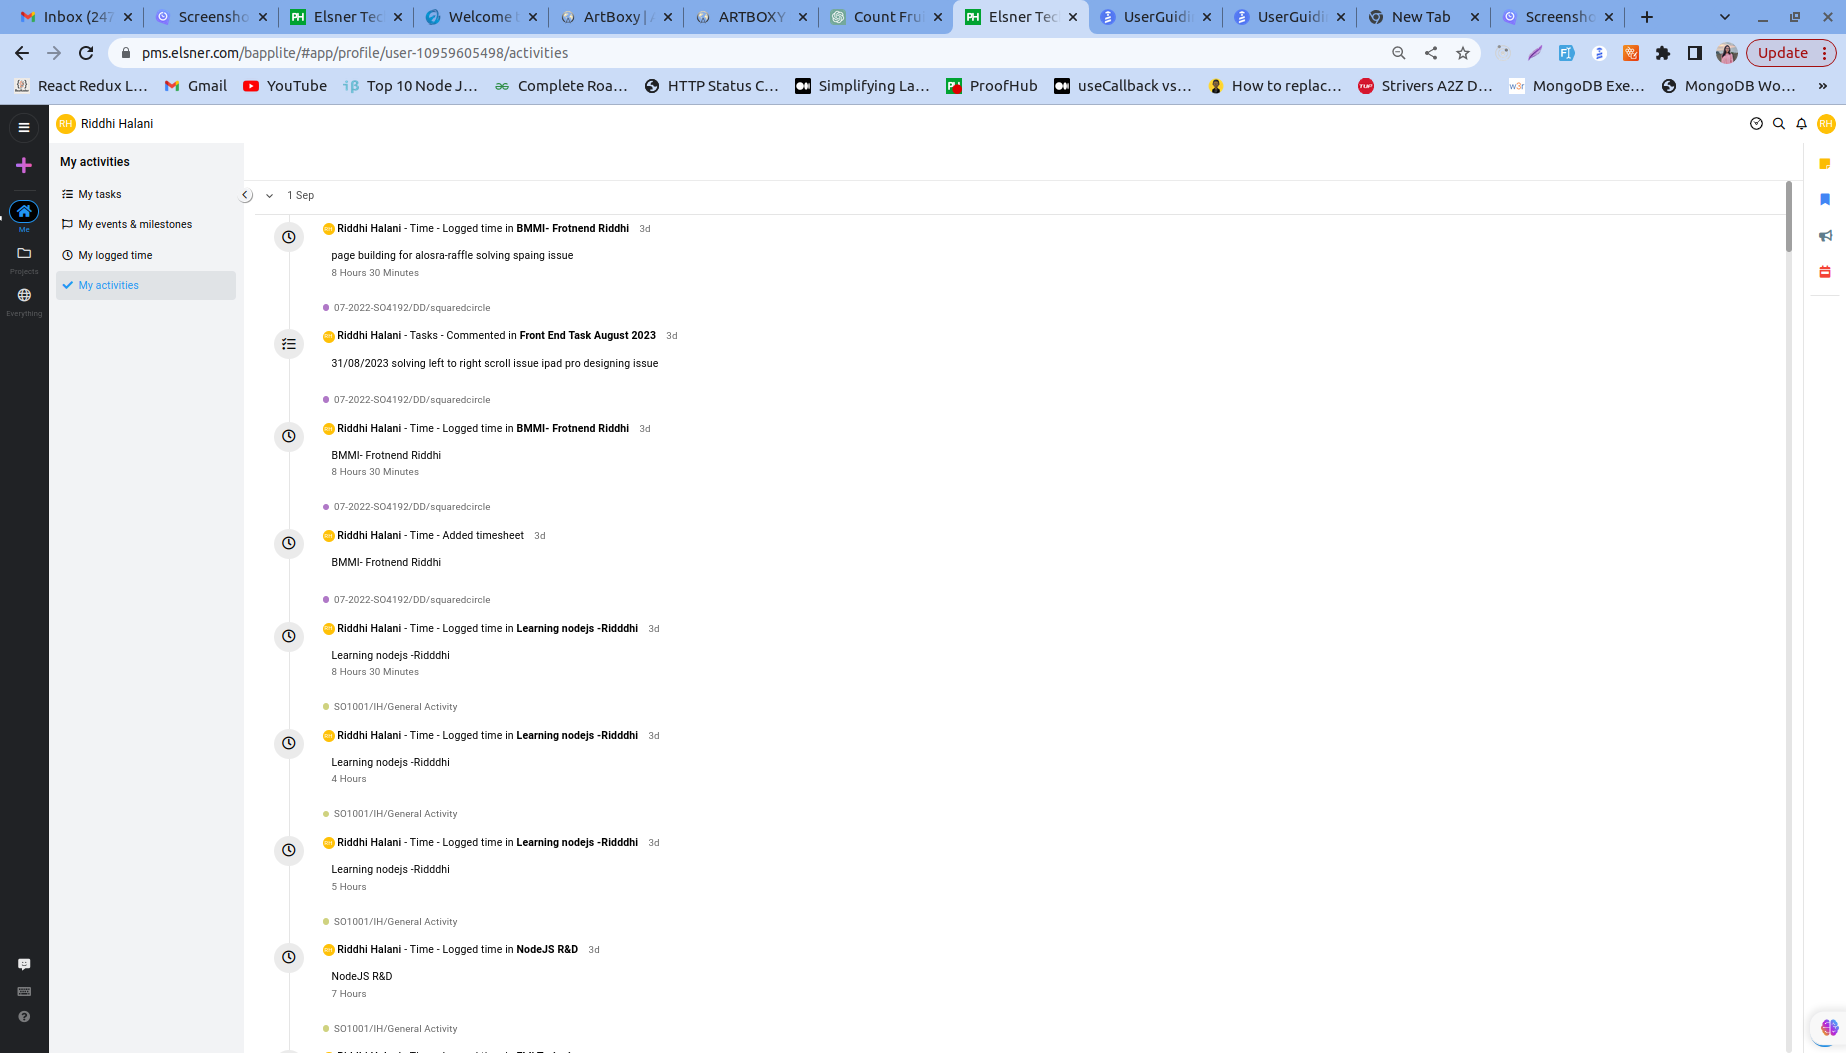 Inbox (247
Screensho
Elsner Tec
Welcome
ArtBoxy | A
ARTBOXY
Count Fru
Elsner Tec
UserGuidi
UserGuidi
New Tab
Screensho
pms.elsner.com/bapplite/#app/profile/user-10959605498/activities
Update
React Redux L...
Gmail
YouTube
Top 10 Node J...
Complete Roa...
HTTP Status C...
Simplifying La...
ProofHub
useCallback vs...
How to replac...
Strivers A2Z D...
MongoDB Exe...
MongoDB Wo...
»
RH Riddhi Halani
RH
Me
Projects
Everything
My activities
My tasks
My events & milestones
My logged time
My activities
1 Sep
Riddhi Halani - Time - Logged time in BMMI- Frotnend Riddhi 3d
page building for alosra-raffle solving spaing issue
8 Hours 30 Minutes
07-2022-SO4192/DD/squaredcircle
Riddhi Halani - Tasks - Commented in Front End Task August 2023 3d
31/08/2023 solving left to right scroll issue ipad pro designing issue
07-2022-SO4192/DD/squaredcircle
Riddhi Halani - Time - Logged time in BMMI- Frotnend Riddhi 3d
BMMI- Frotnend Riddhi
8 Hours 30 Minutes
07-2022-SO4192/DD/squaredcircle
Riddhi Halani - Time - Added timesheet 3d
BMMI- Frotnend Riddhi
07-2022-SO4192/DD/squaredcircle
Riddhi Halani - Time - Logged time in Learning nodejs -Ridddhi 3d
Learning nodejs -Ridddhi
8 Hours 30 Minutes
SO1001/IH/General Activity
Riddhi Halani - Time - Logged time in Learning nodejs -Ridddhi 3d
Learning nodejs -Ridddhi
4 Hours
SO1001/IH/General Activity
Riddhi Halani - Time - Logged time in Learning nodejs -Ridddhi 3d
Learning nodejs -Ridddhi
5 Hours
SO1001/IH/General Activity
Riddhi Halani - Time - Logged time in NodeJS R&D 3d
NodeJS R&D
7 Hours
SO1001/IH/General Activity